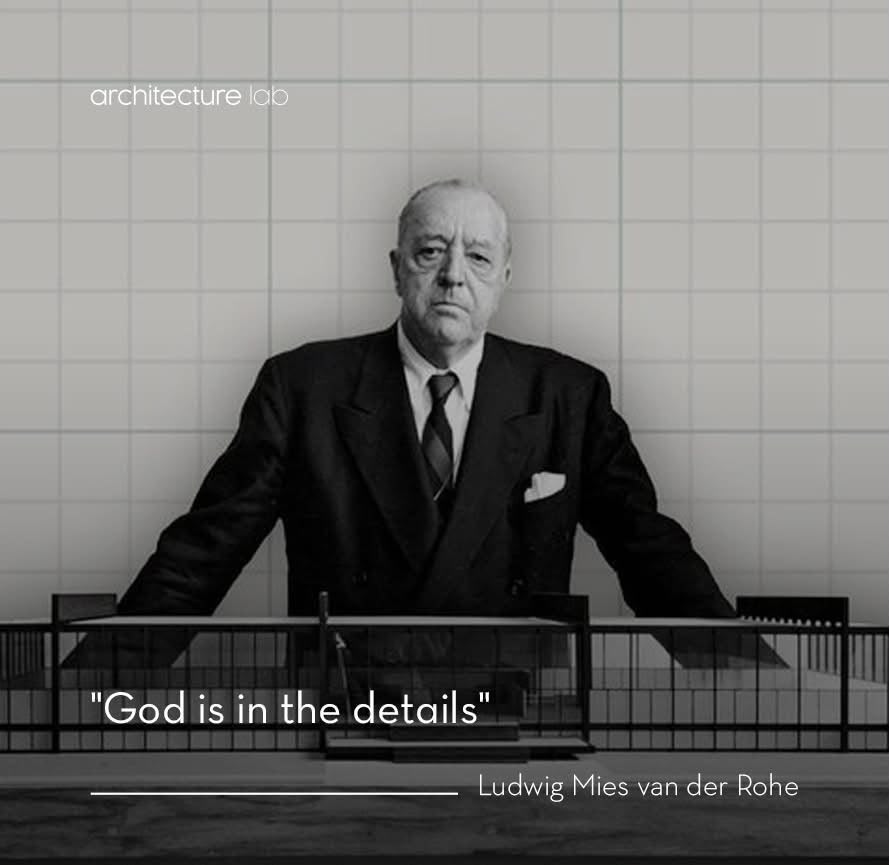 architecture lab
"God is in the details"
Ludwig Mies van der Rohe